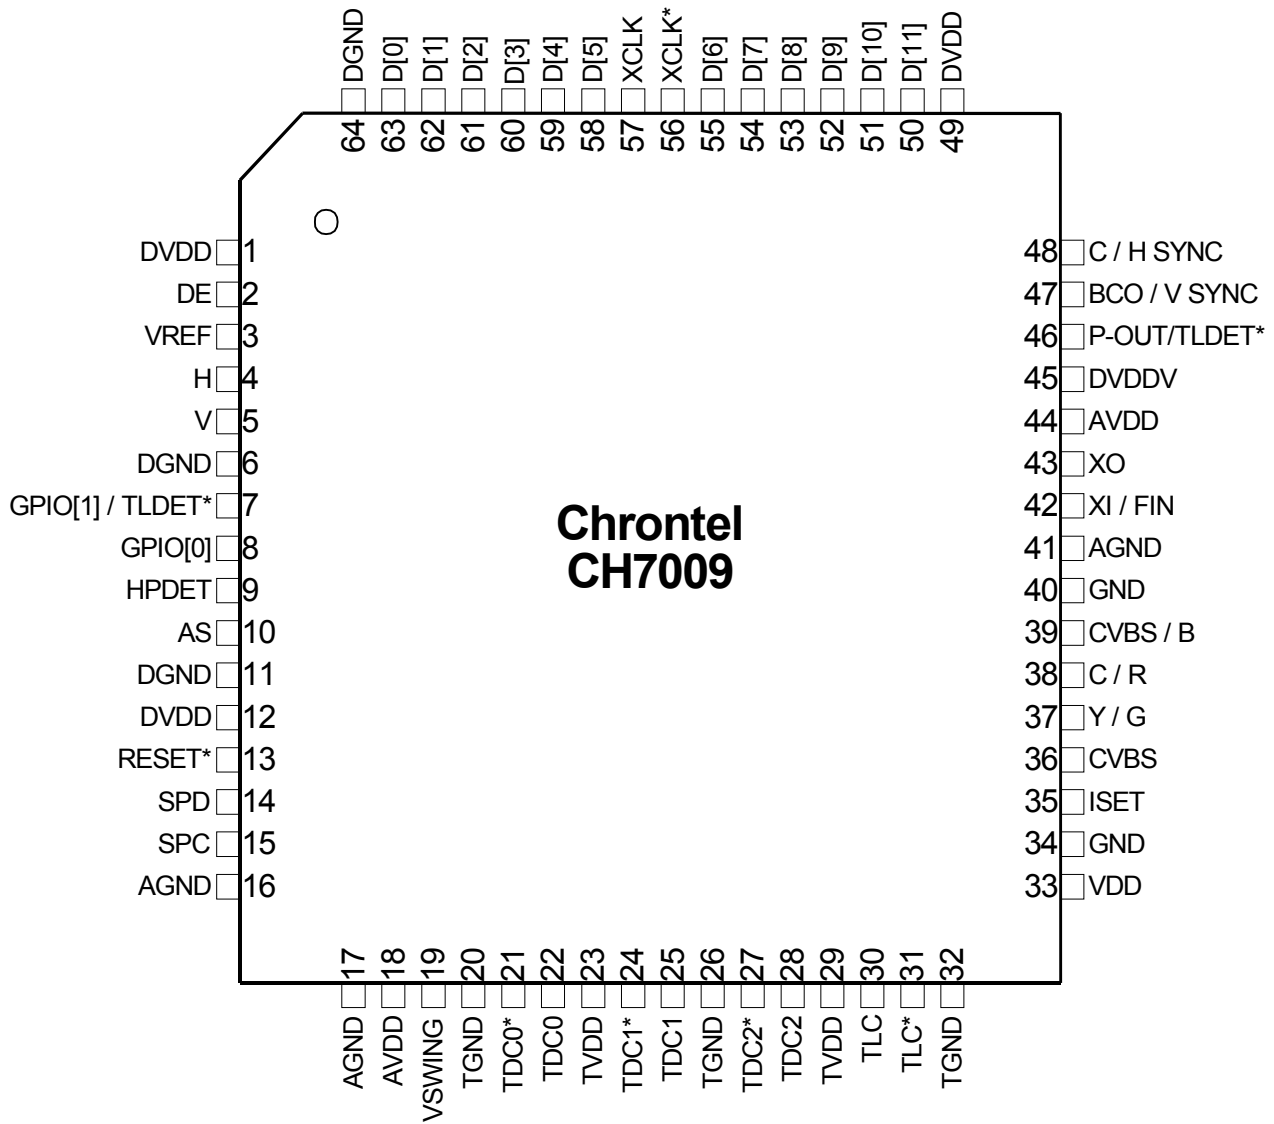 DGND
D[0]
D[1]
D[2]
D[3]
D[4]
D[5]
XCLK
XCLK*
D[6]
D[7]
D[8]
D[9]
D[10]
D[11]
DVDD
64
63
62
61
60
59
58
57
56
55
54
53
52
51
50
49
DVDD 1
DE 2
VREF 3
H 4
V 5
DGND 6
GPIO[1] / TLDET* 7
GPIO[0] 8
HPDET 9
AS 10
DGND 11
DVDD 12
RESET* 13
SPD 14
SPC 15
AGND 16
Chrontel
CH7009
48 C / H SYNC
47 BCO / V SYNC
46 P-OUT/TLDET*
45 DVDDV
44 AVDD
43 XO
42 XI / FIN
41 AGND
40 GND
39 CVBS / B
38 C / R
37 Y / G
36 CVBS
35 ISET
34 GND
33 VDD
17
18
19
20
21
22
23
24
25
26
27
28
29
30
31
32
AGND
AVDD
VSWING
TGND
TDC0*
TDC0
TVDD
TDC1*
TDC1
TGND
TDC2*
TDC2
TVDD
TLC
TLC*
TGND